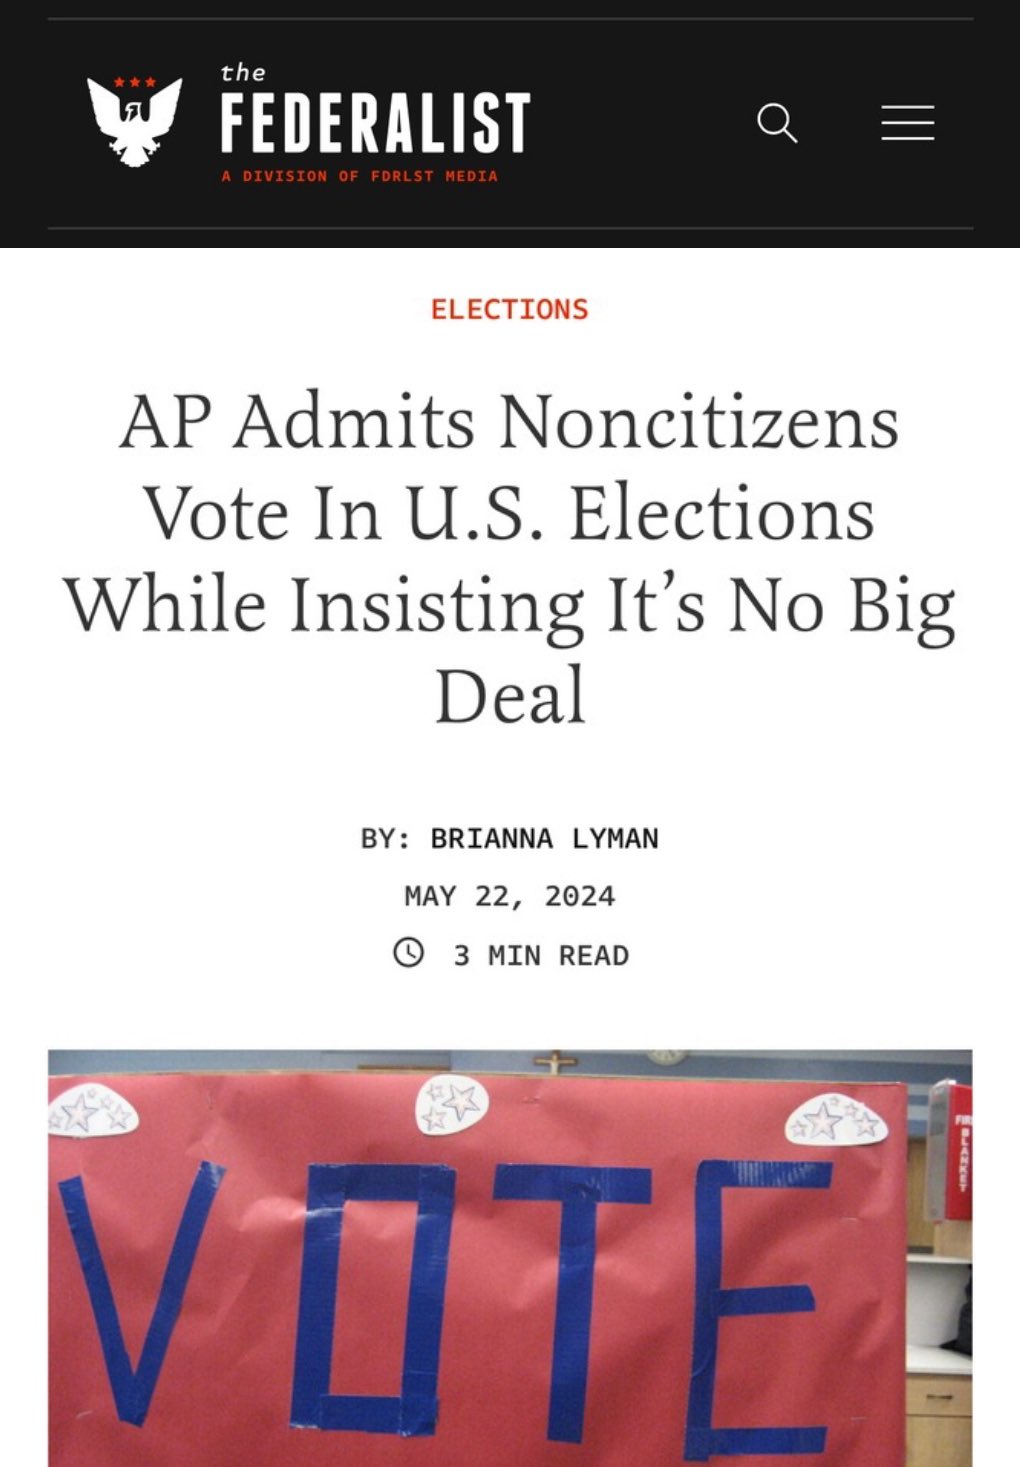 the
FEDERALIST
A DIVISION OF FDRLST MEDIA
ELECTIONS
AP Admits Noncitizens
Vote In U.S. Elections
While Insisting It’s No Big
Deal
BY: BRIANNA LYMAN
MAY 22, 2024
3 MIN READ
VOTE
FIRE BLANKET